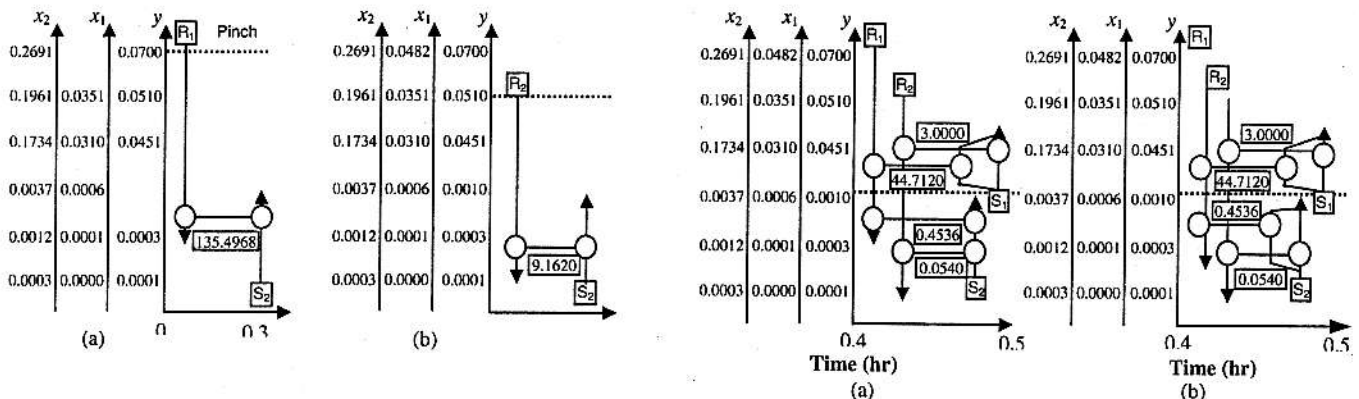 x₂ x₁ y
R₁ Pinch
0.2691 0.0700
0.1961 0.0351 0.0510
0.1734 0.0310 0.0451
0.0037 0.0006
0.0012 0.0001 0.0003
135.4968
0.0003 0.0000 0.0001
S₂
0 0.3
(a)
x₂ x₁ y
0.2691 0.0482 0.0700
R₂
0.1961 0.0351 0.0510
0.1734 0.0310 0.0451
0.0037 0.0006 0.0010
0.0012 0.0001 0.0003
9.1620
0.0003 0.0000 0.0001
S₂
(b)
x₂ x₁ y
R₁
0.2691 0.0482 0.0700
R₂
0.1961 0.0351 0.0510
3.0000
0.1734 0.0310 0.0451
44.7120
0.0037 0.0006 0.0010
S₁
0.4536
0.0012 0.0001 0.0003
0.0540
0.0003 0.0000 0.0001
S₂
0.4 0.5
Time (hr)
(a)
x₂ x₁ y
R₁
0.2691 0.0482 0.0700
R₂
0.1961 0.0351 0.0510
3.0000
0.1734 0.0310 0.0451
44.7120
0.0037 0.0006 0.0010
S₁
0.4536
0.0012 0.0001 0.0003
0.0540
0.0003 0.0000 0.0001
S₂
0.4 0.5
Time (hr)
(b)